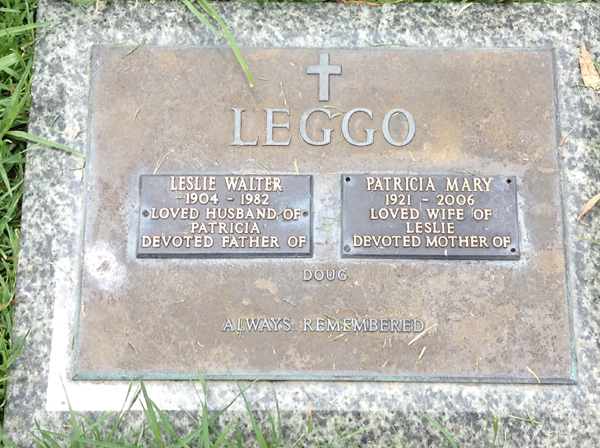 LEGGO
LESLIE WALTER
1904 - 1982
LOVED HUSBAND OF
PATRICIA
DEVOTED FATHER OF
PATRICIA MARY
1921 - 2006
LOVED WIFE OF
LESLIE
DEVOTED MOTHER OF
DOUG
ALWAYS REMEMBERED